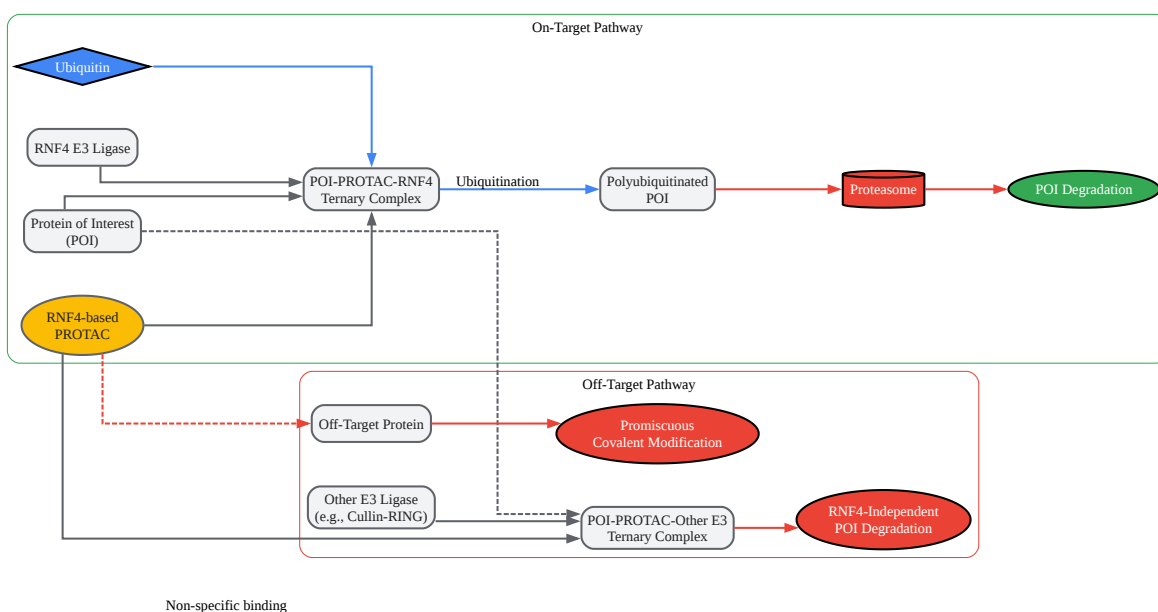 On-Target Pathway
Ubiquitin
RNF4 E3 Ligase
POI-PROTAC-RNF4
Ternary Complex
Ubiquitination
Polyubiquitinated
POI
Proteasome
POI Degradation
Protein of Interest
(POI)
RNF4-based
PROTAC
Off-Target Pathway
Off-Target Protein
Promiscuous
Covalent Modification
Other E3 Ligase
(e.g., Cullin-RING)
POI-PROTAC-Other E3
Ternary Complex
RNF4-Independent
POI Degradation
Non-specific binding